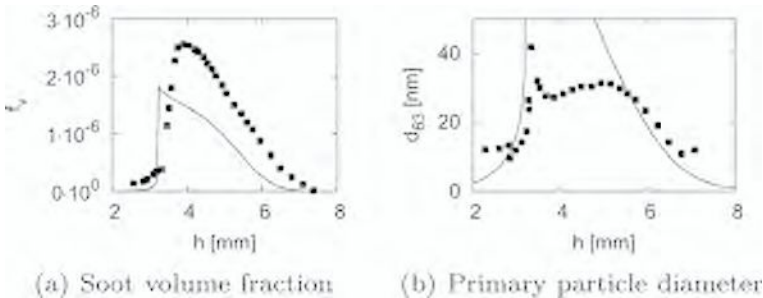 3·10⁻⁶
2·10⁻⁶
1·10⁻⁶
0·10⁰
f_v
2 4 6 8
h [mm]
40
20
0
d₆₃ [nm]
2 4 6 8
h [mm]
(a) Soot volume fraction
(b) Primary particle diameter